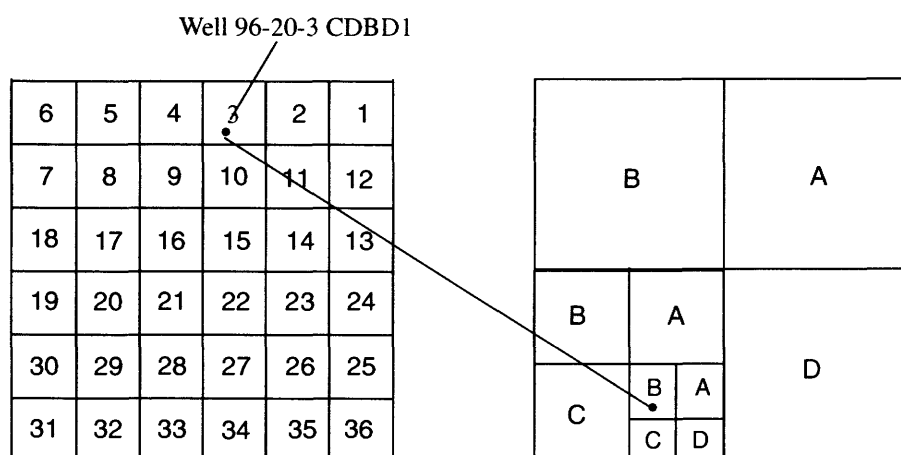 Well 96-20-3 CDBD1
6 5 4 3 2 1
7 8 9 10 11 12
18 17 16 15 14 13
19 20 21 22 23 24
30 29 28 27 26 25
31 32 33 34 35 36
B A
B A
D
B A
C
C D